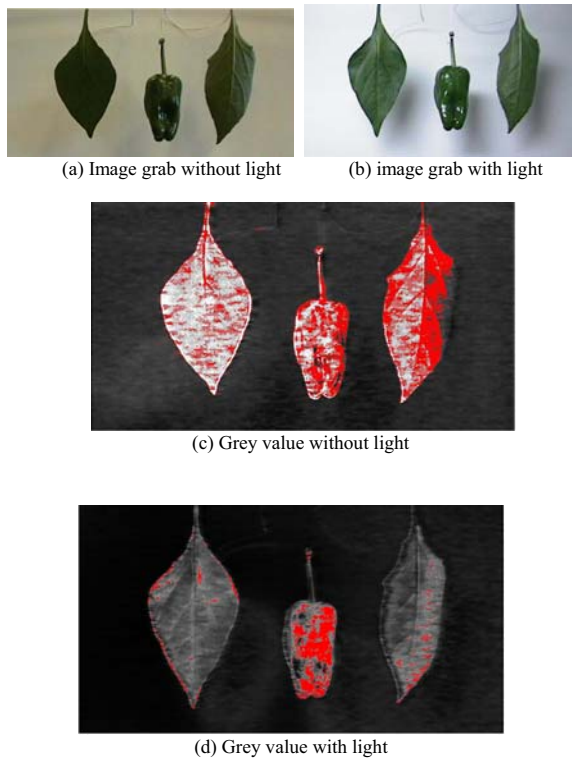 (a) Image grab without light
(b) image grab with light
(c) Grey value without light
(d) Grey value with light